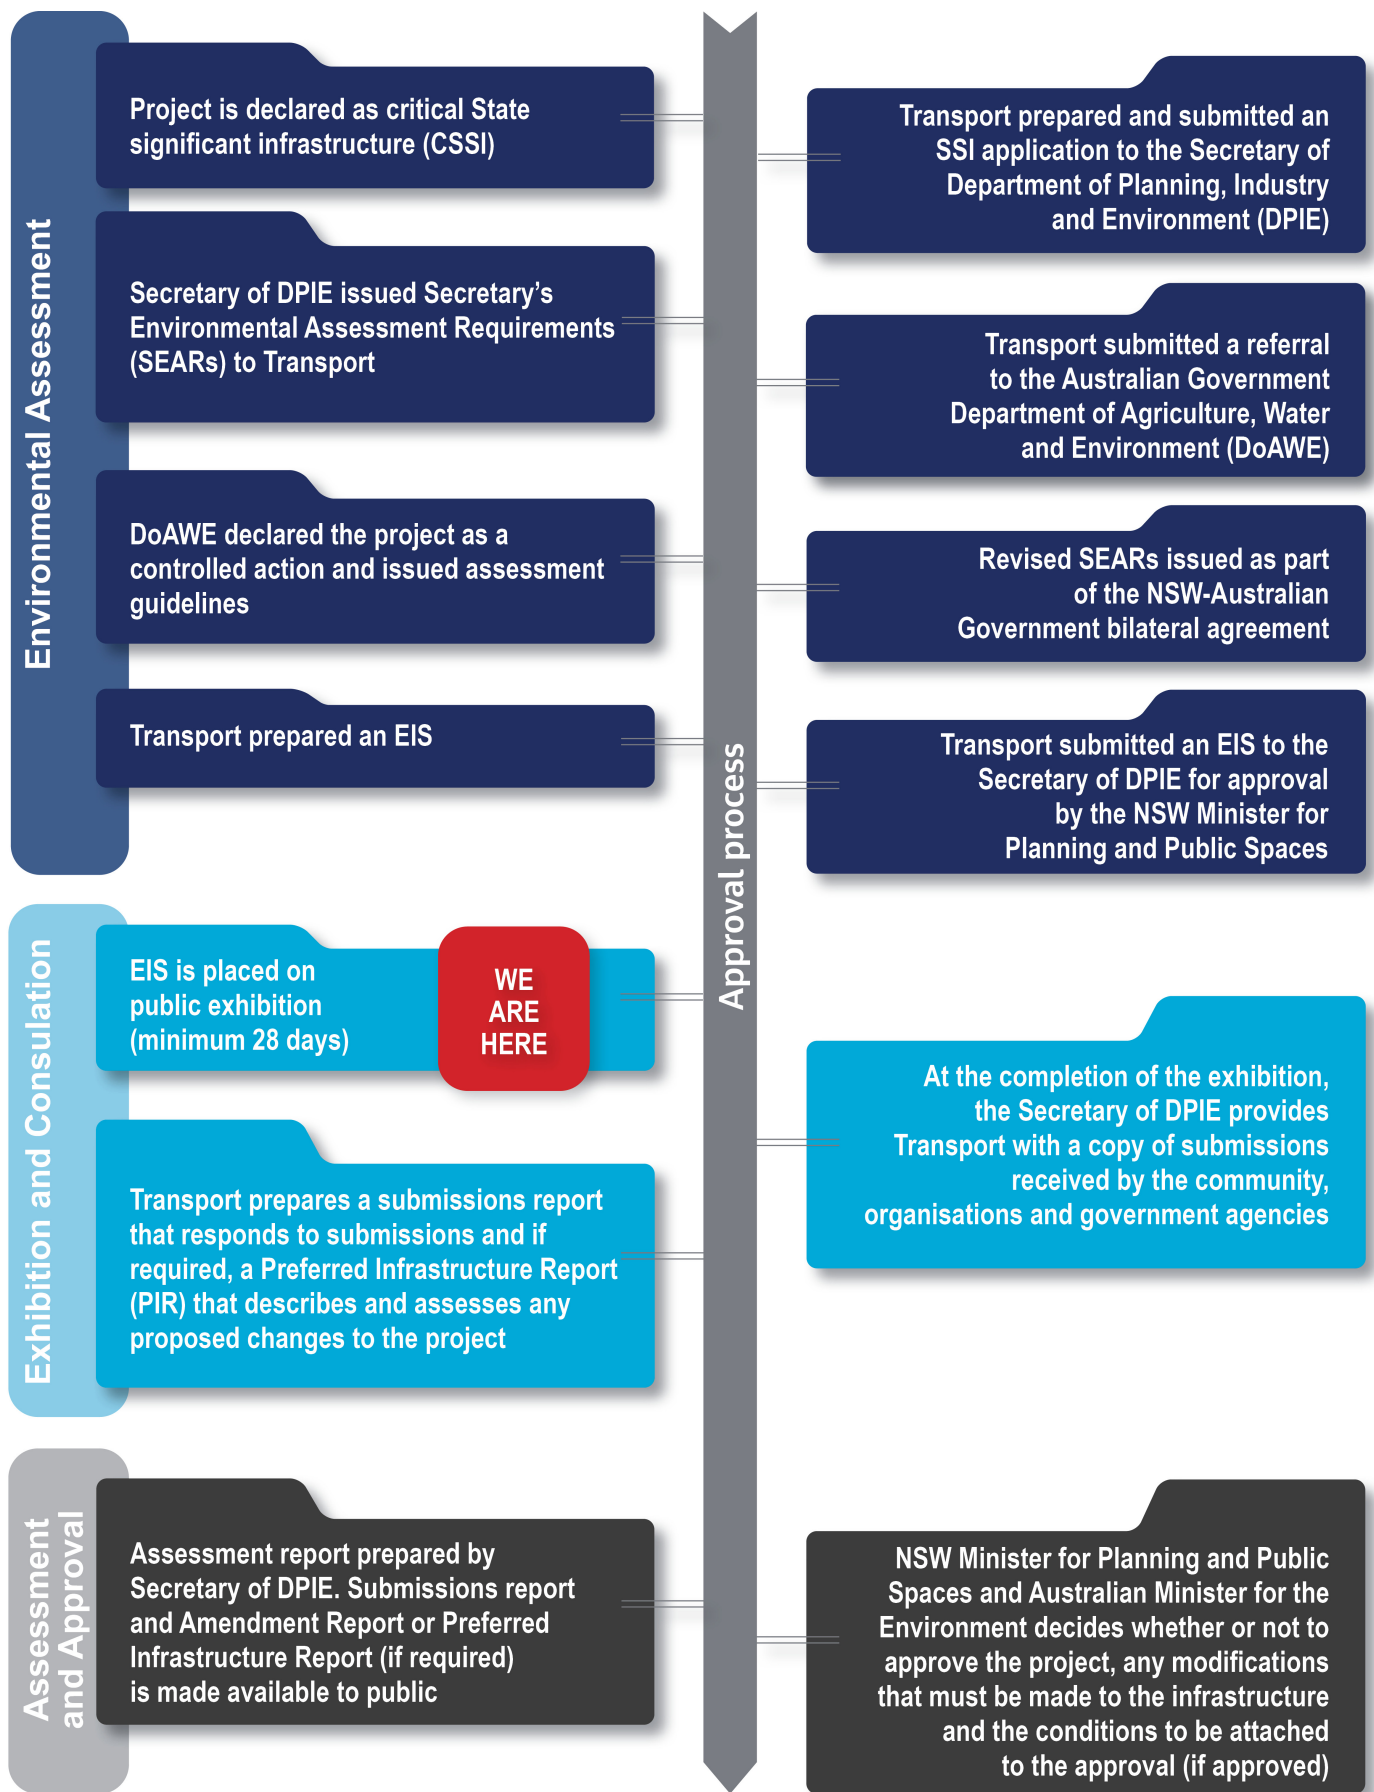 Environmental Assessment
Project is declared as critical State
significant infrastructure (CSSI)
Transport prepared and submitted an
SSI application to the Secretary of
Department of Planning, Industry
and Environment (DPIE)
Secretary of DPIE issued Secretary’s
Environmental Assessment Requirements
(SEARs) to Transport
Transport submitted a referral
to the Australian Government
Department of Agriculture, Water
and Environment (DoAWE)
DoAWE declared the project as a
controlled action and issued assessment
guidelines
Revised SEARs issued as part
of the NSW-Australian
Government bilateral agreement
Transport prepared an EIS
Transport submitted an EIS to the
Secretary of DPIE for approval
by the NSW Minister for
Planning and Public Spaces
Approval process
Exhibition and Consulation
EIS is placed on
public exhibition
(minimum 28 days)
WE
ARE
HERE
At the completion of the exhibition,
the Secretary of DPIE provides
Transport with a copy of submissions
received by the community,
organisations and government agencies
Transport prepares a submissions report
that responds to submissions and if
required, a Preferred Infrastructure Report
(PIR) that describes and assesses any
proposed changes to the project
Assessment
and Approval
Assessment report prepared by
Secretary of DPIE. Submissions report
and Amendment Report or Preferred
Infrastructure Report (if required)
is made available to public
NSW Minister for Planning and Public
Spaces and Australian Minister for the
Environment decides whether or not to
approve the project, any modifications
that must be made to the infrastructure
and the conditions to be attached
to the approval (if approved)